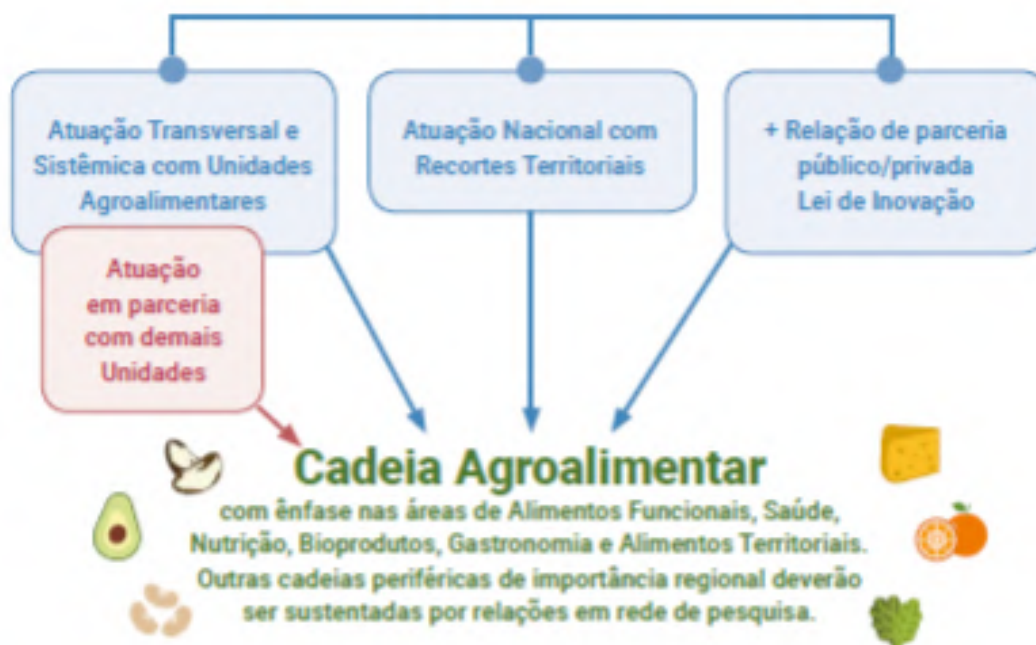 Atuação Transversal e
Sistêmica com Unidades
Agroalimentares
Atuação Nacional com
Recortes Territoriais
+ Relação de parceria
público/privada
Lei de Inovação
Atuação
em parceria
com demais
Unidades
Cadeia Agroalimentar
com ênfase nas áreas de Alimentos Funcionais, Saúde,
Nutrição, Bioprodutos, Gastronomia e Alimentos Territoriais.
Outras cadeias periféricas de importância regional deverão
ser sustentadas por relações em rede de pesquisa.